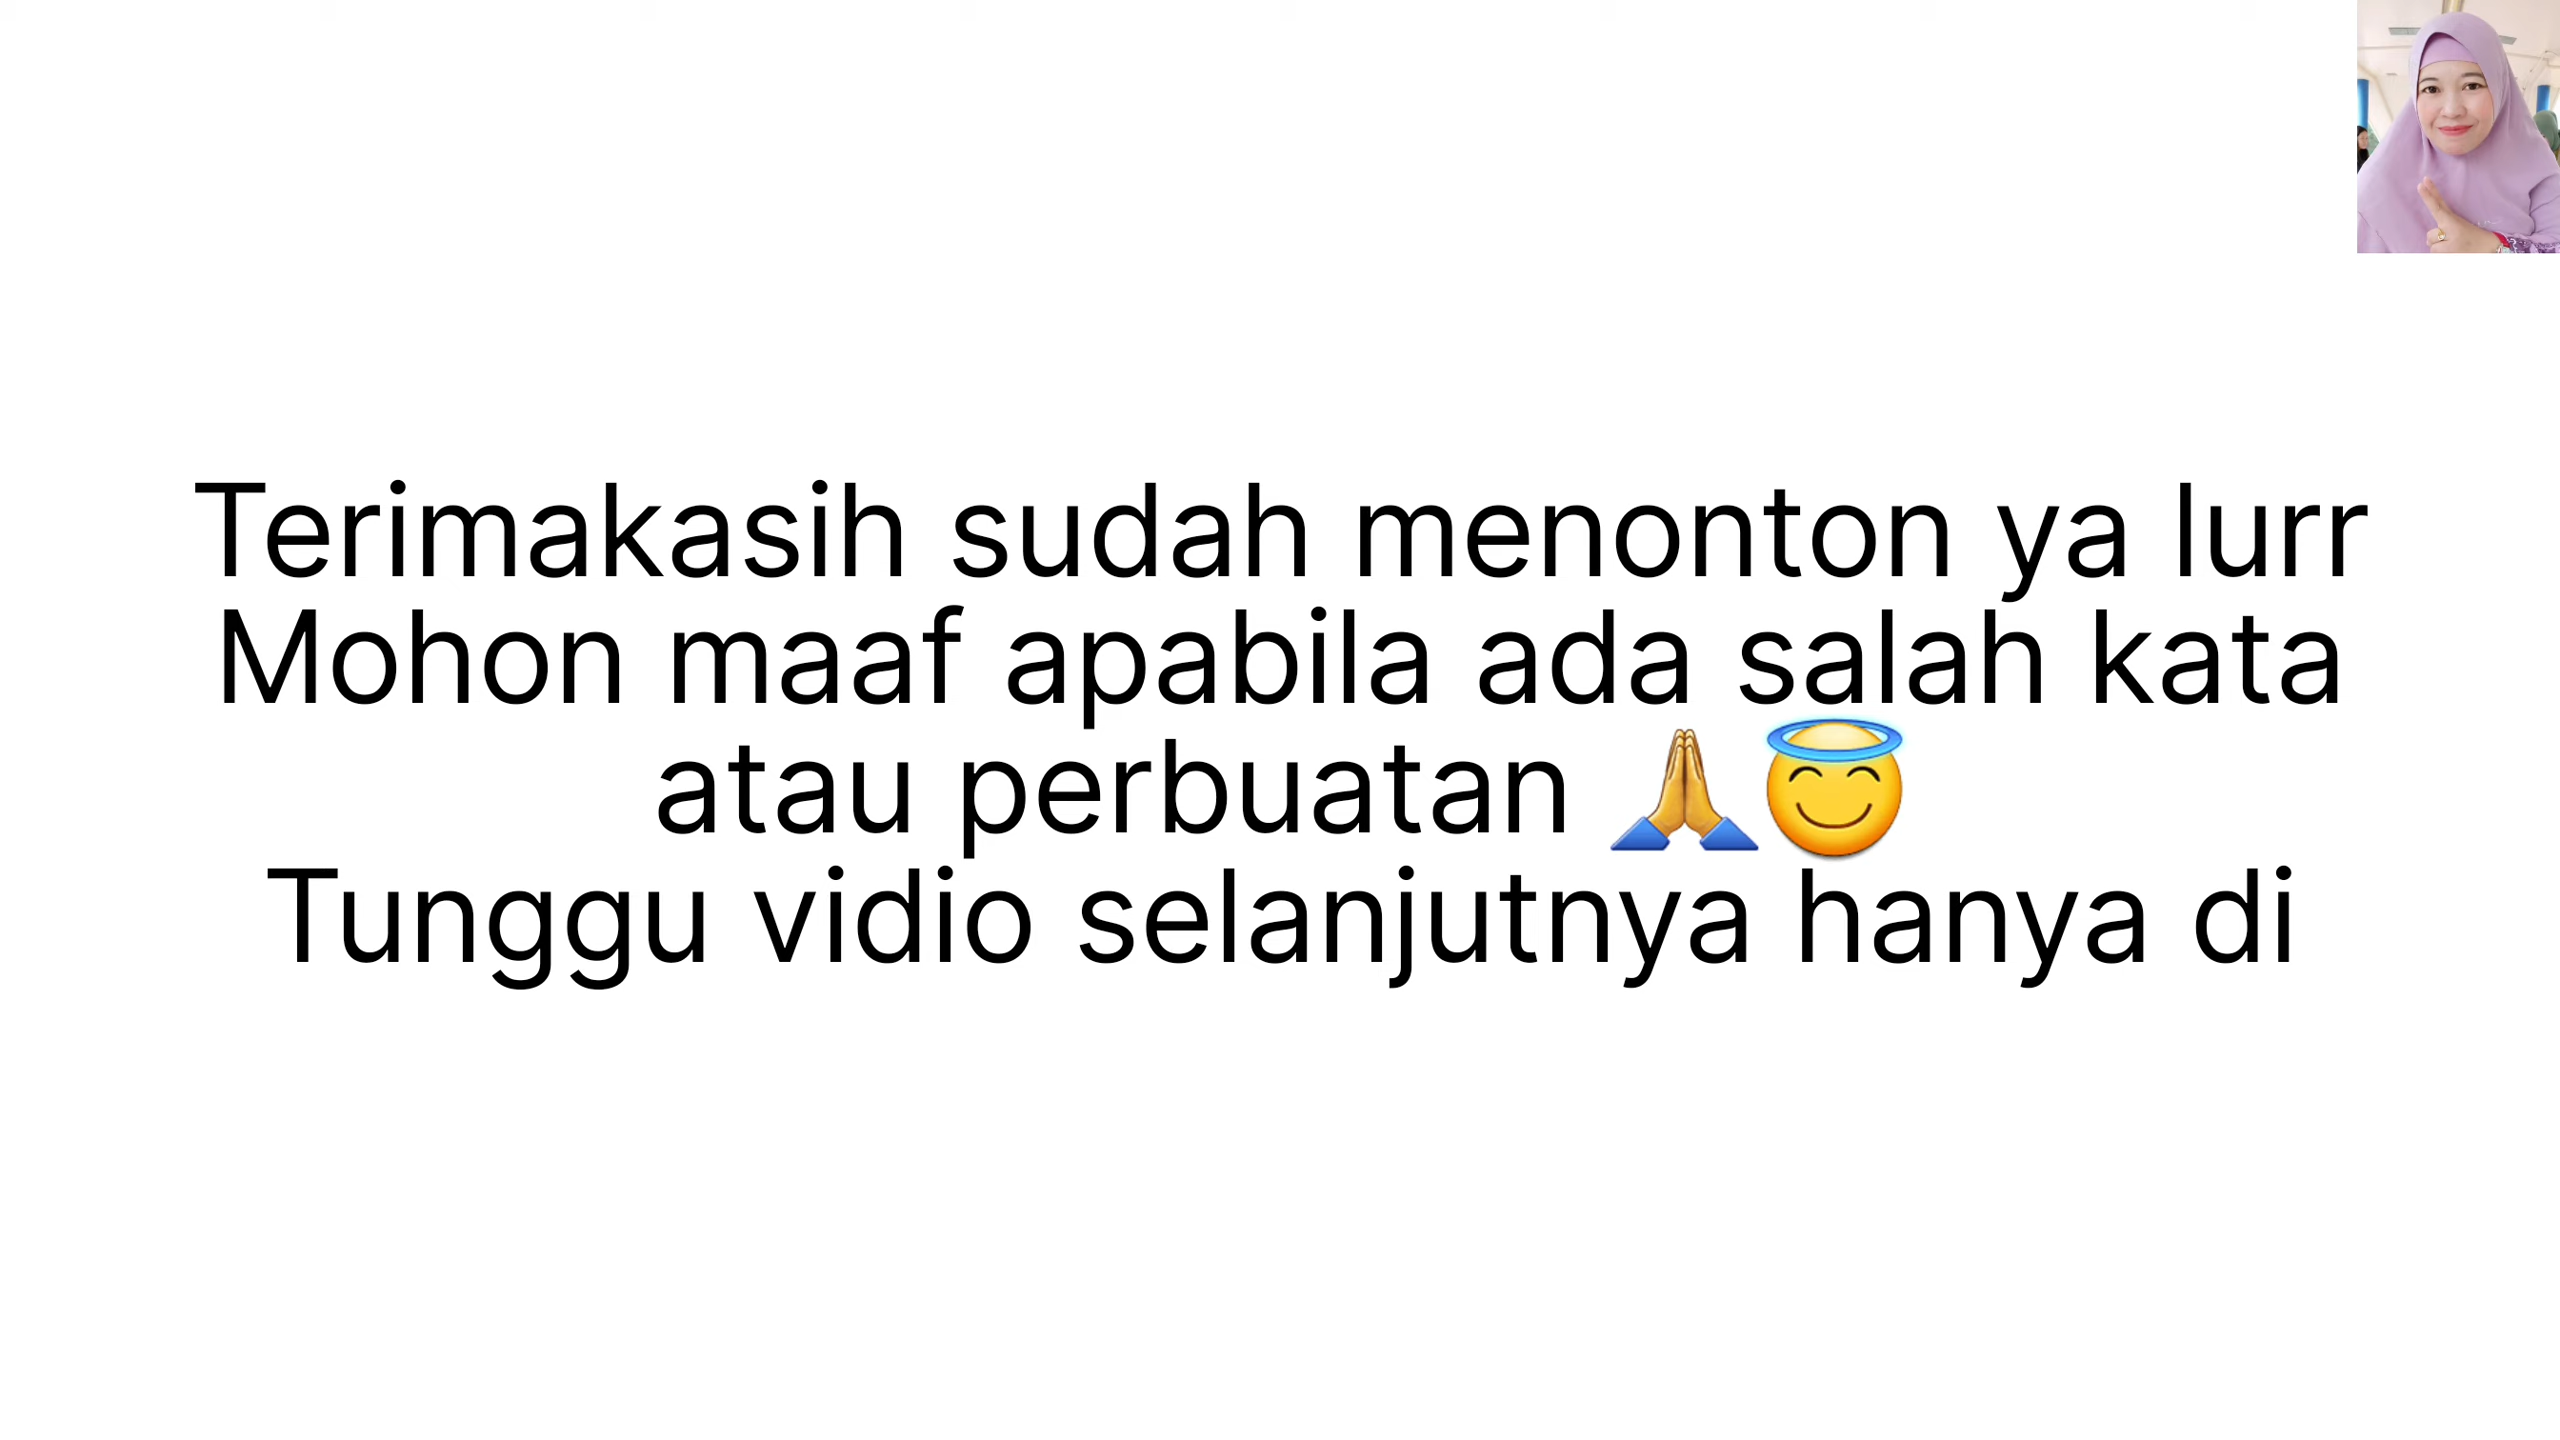 Terimakasih sudah menonton ya lurr
Mohon maaf apabila ada salah kata
atau perbuatan 🙏😇
Tunggu vidio selanjutnya hanya di